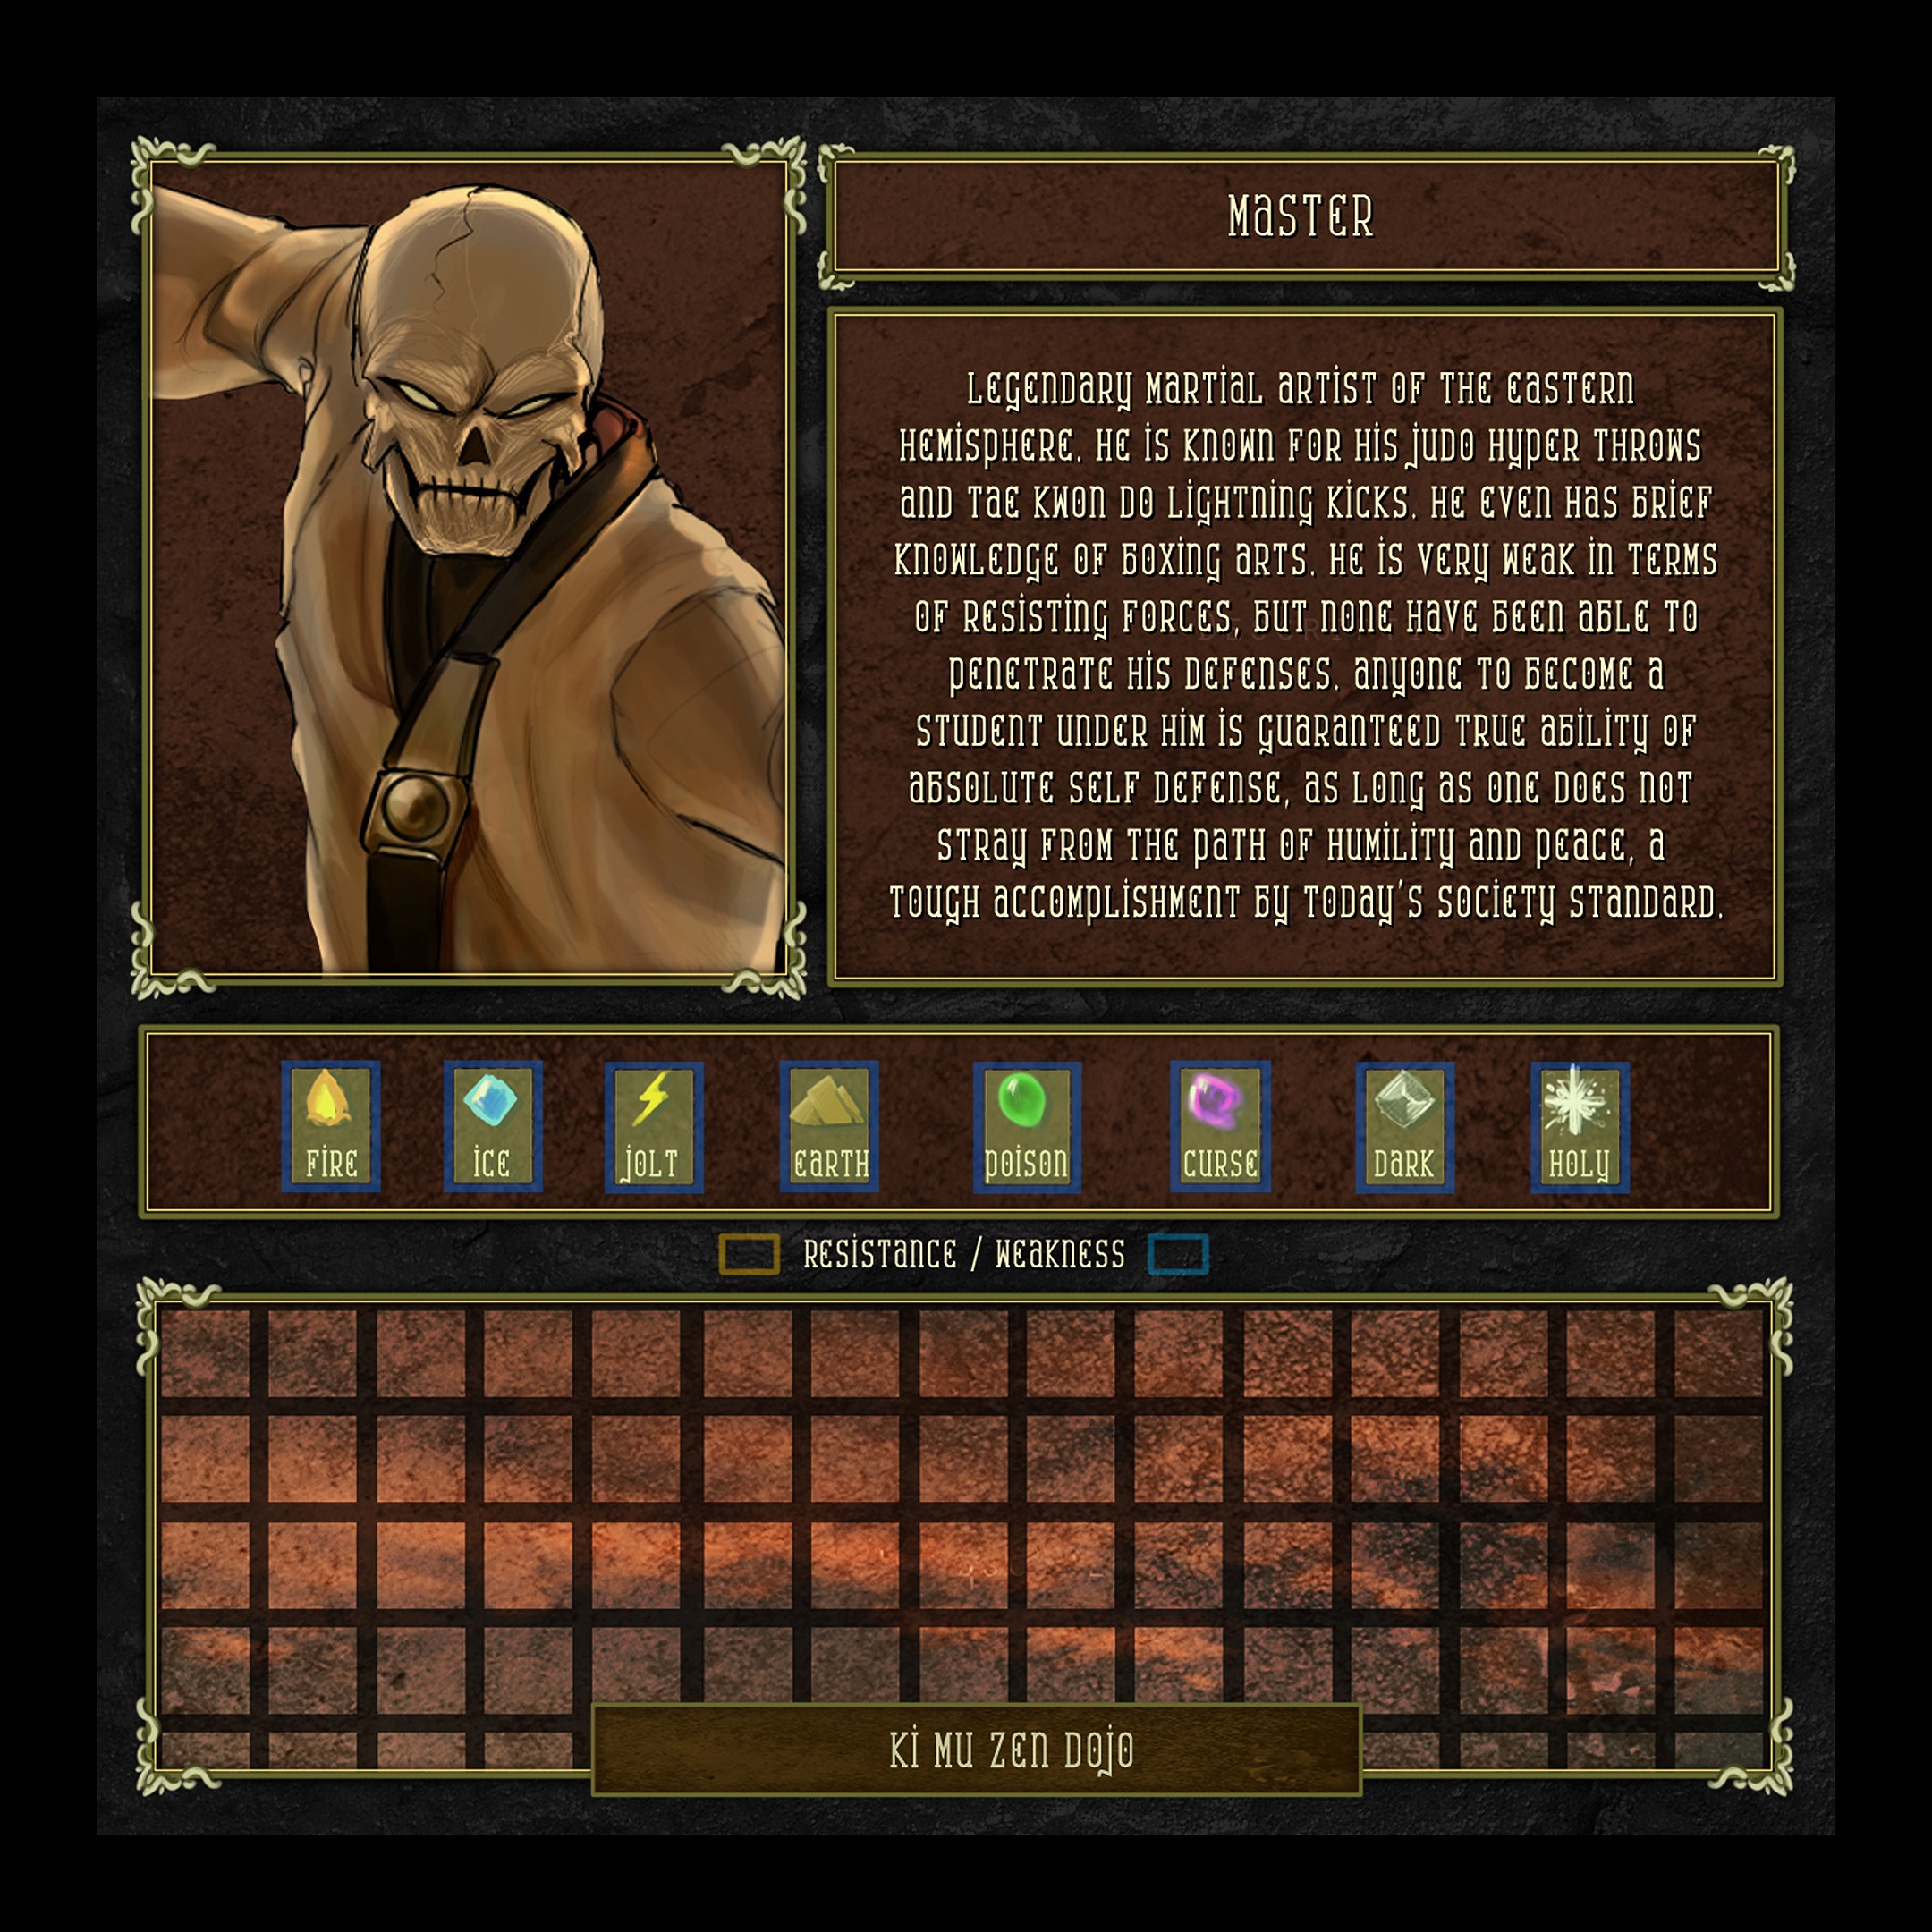 MASTER
LEGENDARY MARTIAL ARTIST OF THE EASTERN
HEMISPHERE. HE IS KNOWN FOR HIS JUDO HYPER THROWS
AND TAE KWON DO LIGHTNING KICKS. HE EVEN HAS BRIEF
KNOWLEDGE OF BOXING ARTS. HE IS VERY WEAK IN TERMS
OF RESISTING FORCES, BUT NONE HAVE BEEN ABLE TO
PENETRATE HIS DEFENSES. ANYONE TO BECOME A
STUDENT UNDER HIM IS GUARANTEED TRUE ABILITY OF
ABSOLUTE SELF DEFENSE, AS LONG AS ONE DOES NOT
STRAY FROM THE PATH OF HUMILITY AND PEACE, A
TOUGH ACCOMPLISHMENT BY TODAY'S SOCIETY STANDARD.
FIRE ICE JOLT EARTH POISON CURSE DARK HOLY
RESISTANCE / WEAKNESS
KI MU ZEN DOJO